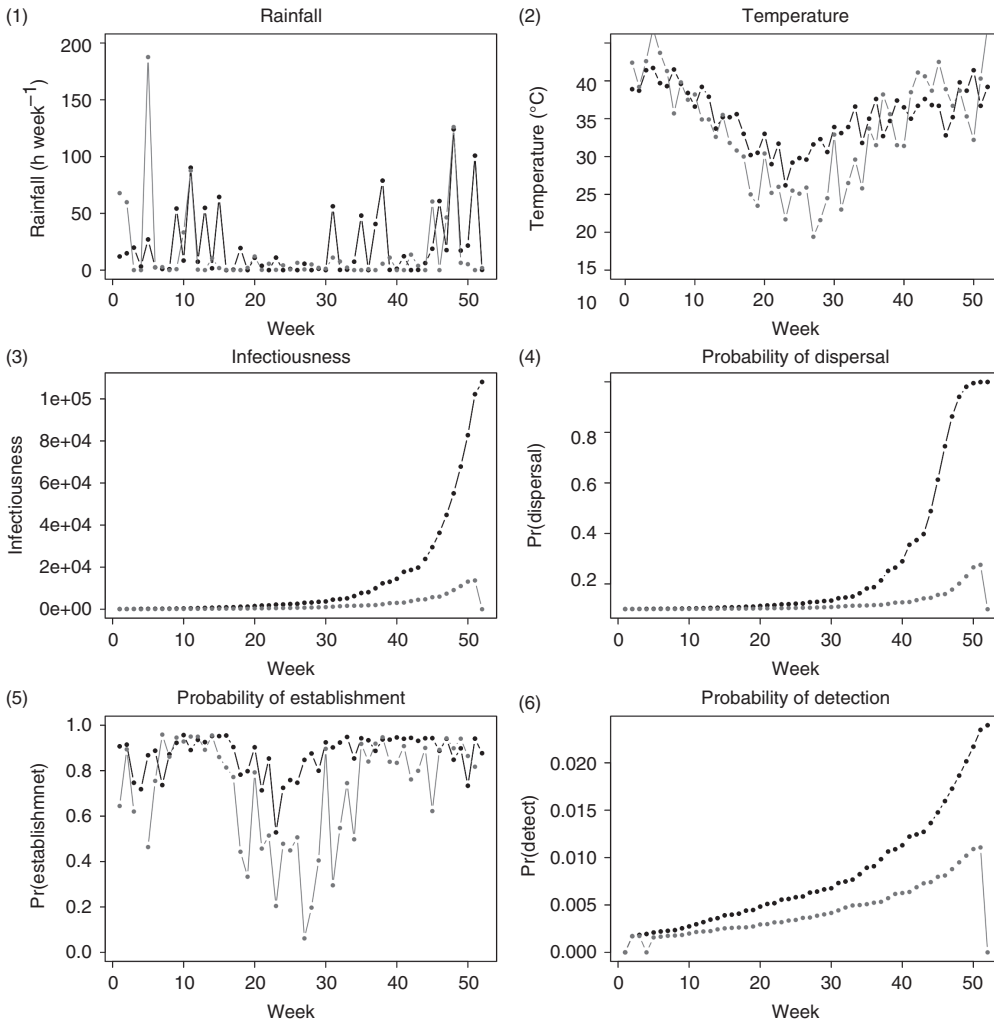 (1)
Rainfall
200
150
100
50
0
Rainfall (h week⁻¹)
0 10 20 30 40 50
Week
(2)
Temperature
40
35
30
25
20
15
10
Temperature (°C)
0 10 20 30 40 50
Week
(3)
Infectiousness
1e+05
8e+04
6e+04
4e+04
2e+04
0e+00
Infectiousness
0 10 20 30 40 50
Week
(4)
Probability of dispersal
0.8
0.6
0.4
0.2
Pr(dispersal)
0 10 20 30 40 50
Week
(5)
Probability of establishment
1.0
0.8
0.6
0.4
0.2
0.0
Pr(establishmnet)
0 10 20 30 40 50
Week
(6)
Probability of detection
0.020
0.015
0.010
0.005
0.000
Pr(detect)
0 10 20 30 40 50
Week